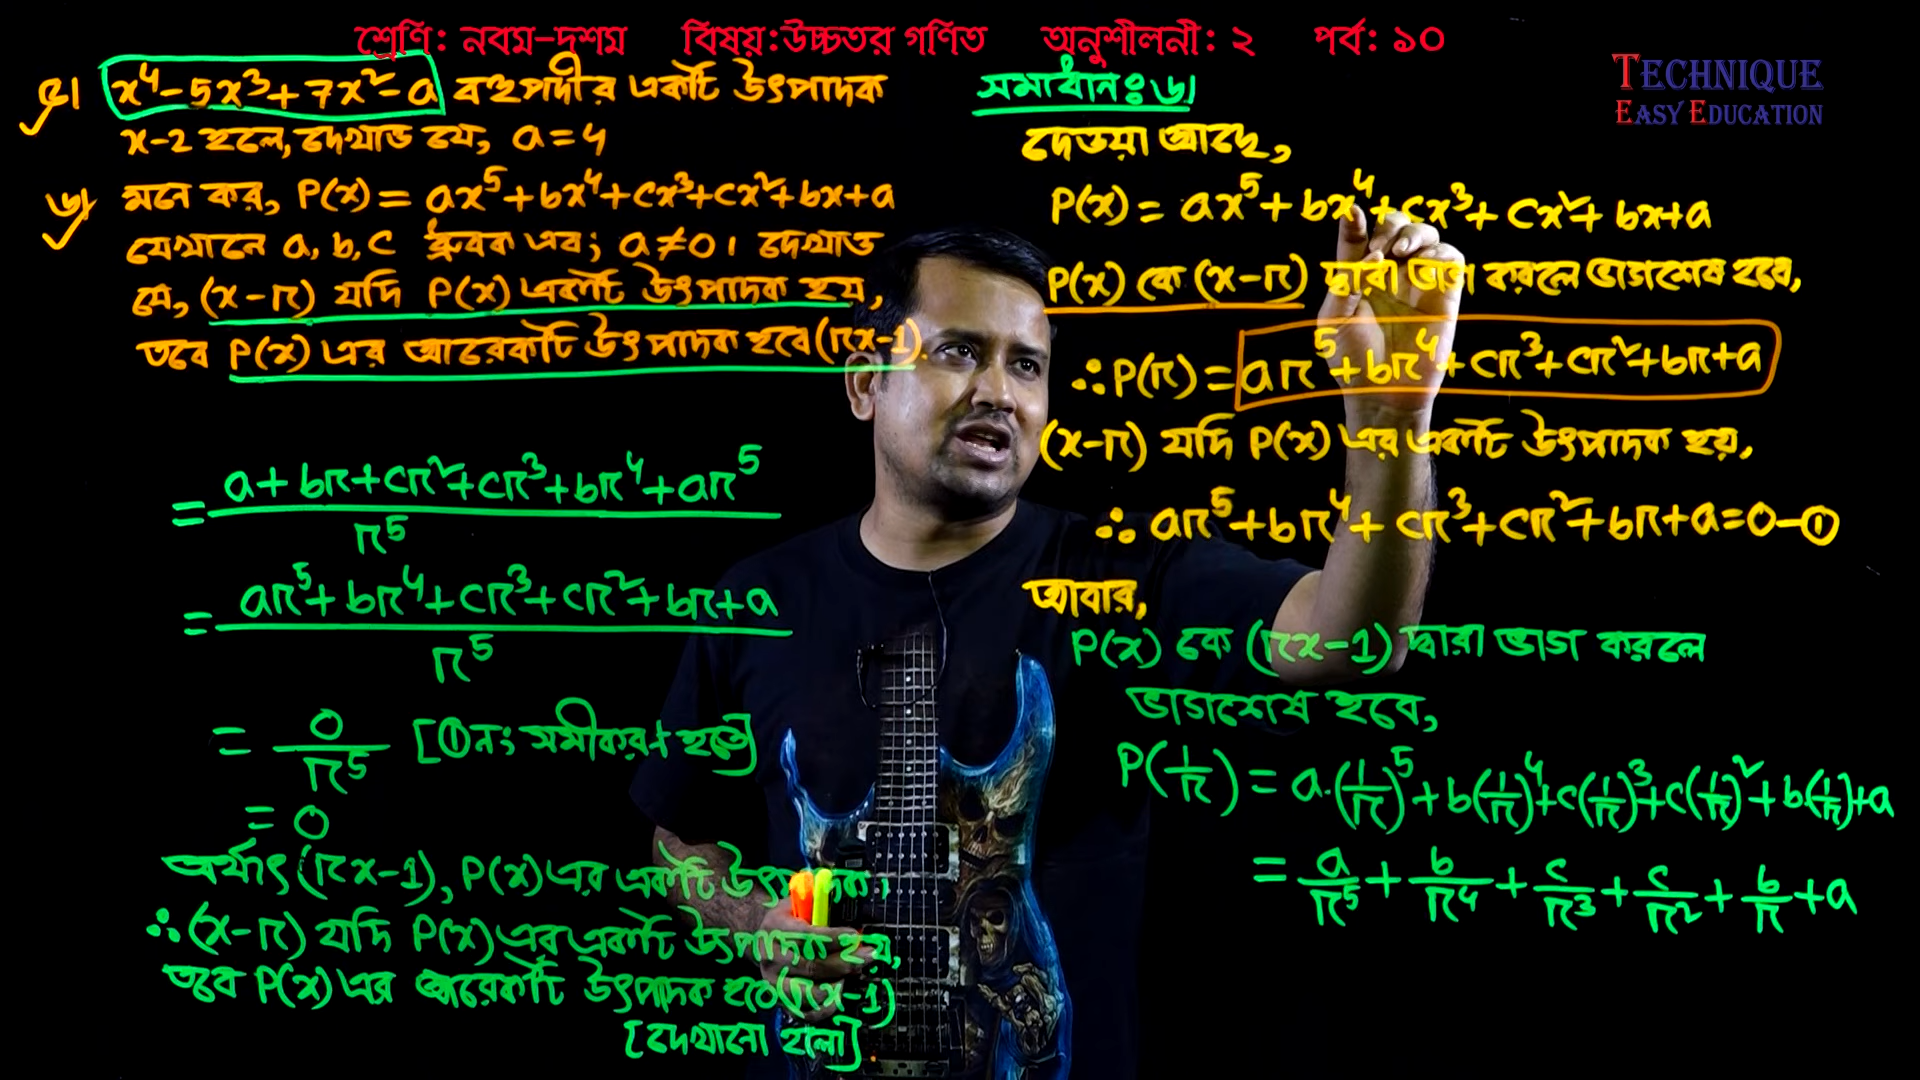 শ্রেণি: নবম-দশম বিষয়:উচ্চতর গণিত অনুশীলনী: ২ পর্ব: ১০
TECHNIQUE
EASY EDUCATION
৫। x⁴-5x³+7x²-a বহুপদীর একটি উৎপাদক
x-2 হলে, দেখাও যে, a=4
৬। মনে কর, P(x) = ax⁵+bx⁴+cx³+cx²+bx+a
যেখানে a, b, c ধ্রুবক এবং a≠0। দেখাও
যে, (x-r) যদি P(x) একটি উৎপাদক হয়,
তবে P(x) এর আরেকটি উৎপাদক হবে (rx-1).
= (a+br+cr²+cr³+br⁴+ar⁵)/r⁵
= (ar⁵+br⁴+cr³+cr²+br+a)/r⁵
= 0/r⁵ [①নং সমীকরণ হতে]
= 0
অর্থাৎ (rx-1), P(x) এর একটি উৎপাদক।
∴ (x-r) যদি P(x) এর একটি উৎপাদক হয়,
তবে P(x) এর আরেকটি উৎপাদক হবে (rx-1)
[দেখানো হলো].
সমাধানঃ ৬।
দেওয়া আছে,
P(x) = ax⁵+bx⁴+cx³+cx²+bx+a
P(x) কে (x-r) দ্বারা ভাগ করলে ভাগশেষ হবে,
∴ P(r) = ar⁵+br⁴+cr³+cr²+br+a
(x-r) যদি P(x) এর একটি উৎপাদক হয়,
∴ ar⁵+br⁴+cr³+cr²+br+a=0—①
আবার,
P(x) কে (rx-1) দ্বারা ভাগ করলে
ভাগশেষ হবে,
P(1/r) = a.(1/r)⁵+b(1/r)⁴+c(1/r)³+c(1/r)²+b.(1/r)+a
= a/r⁵ + b/r⁴ + c/r³ + c/r² + b/r + a